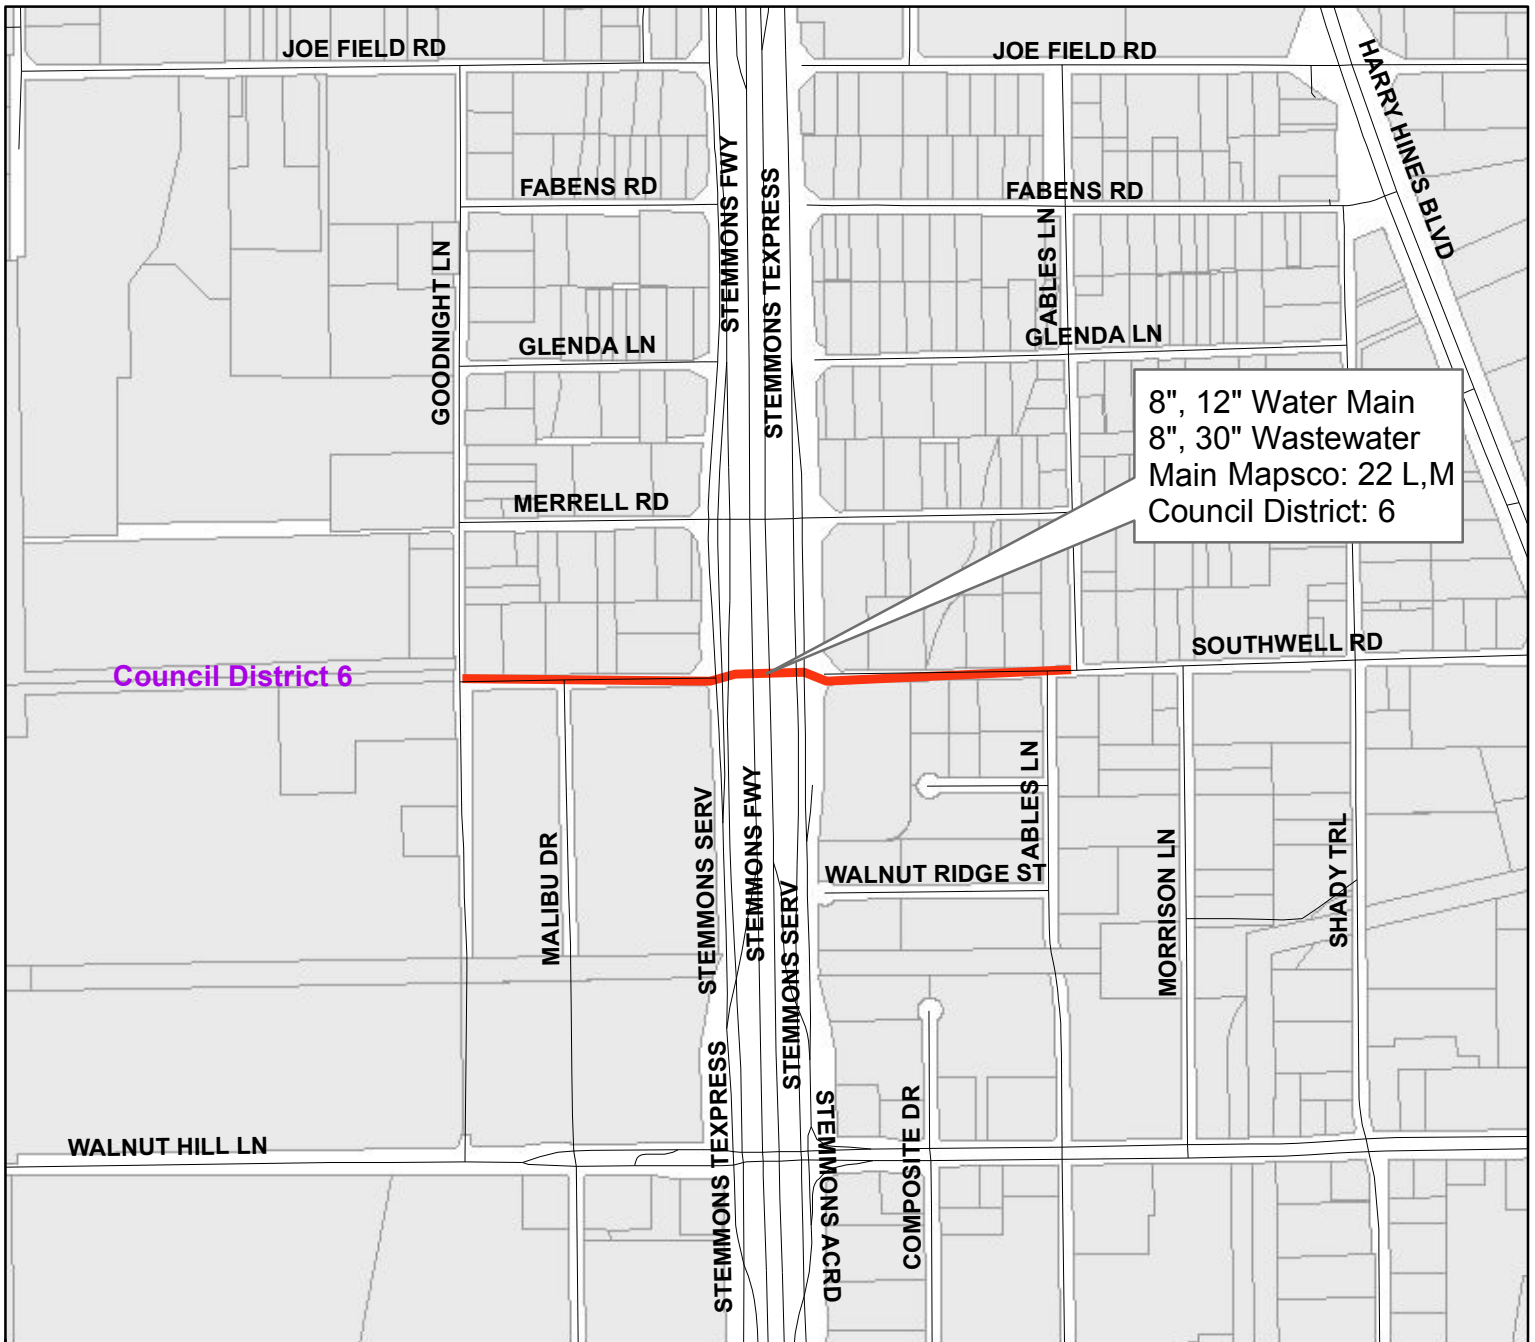 JOE FIELD RD
JOE FIELD RD
HARRY HINES BLVD
STEMMONS FWY
STEMMONS TEXPRESS
FABENS RD
FABENS RD
ABLES LN
GOODNIGHT LN
GLENDA LN
GLENDA LN
8", 12" Water Main
8", 30" Wastewater
Main Mapsco: 22 L,M
Council District: 6
MERRELL RD
SOUTHWELL RD
Council District 6
ABLES LN
STEMMONS SERV
STEMMONS FWY
MALIBU DR
MORRISON LN
SHADY TRL
WALNUT RIDGE ST
STEMMONS SERV
STEMMONS TEXPRESS
STEMMONS ACRD
COMPOSITE DR
WALNUT HILL LN